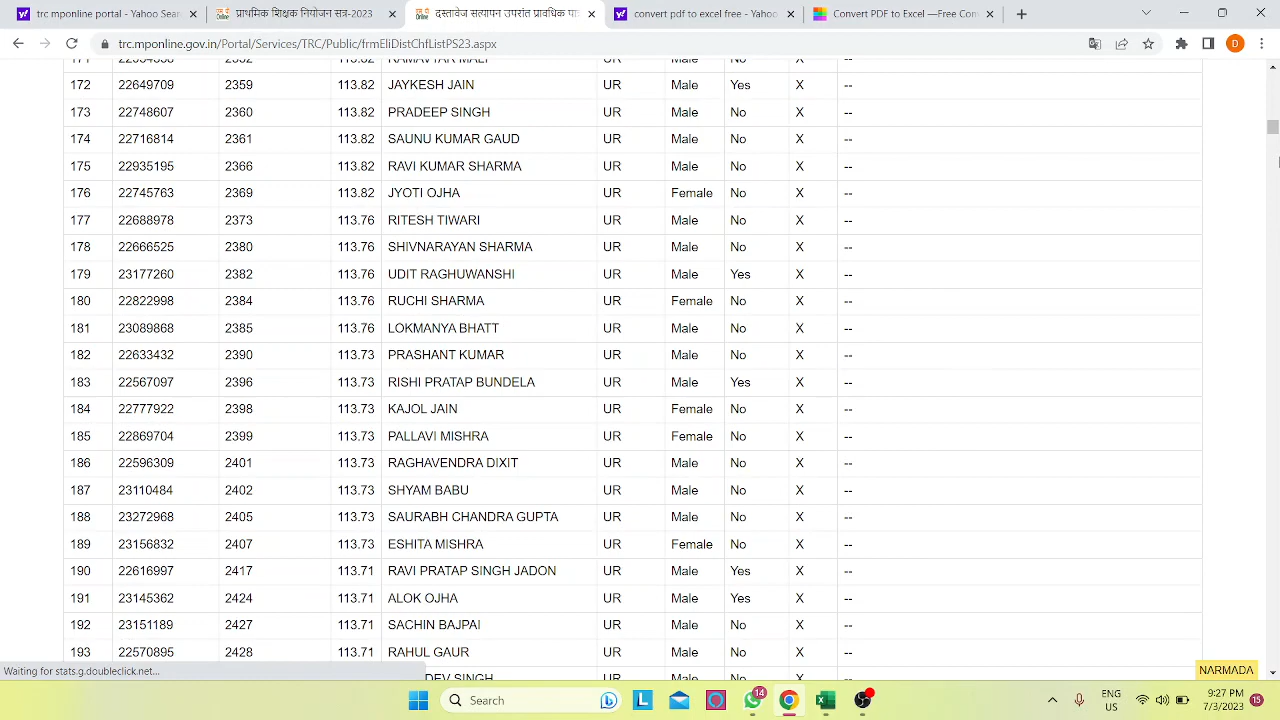 trc mponline portal - Yahoo Sear
प्राथमिक शिक्षक नियोजन सत्र-
दस्तावेज सत्यापन उपरांत प्रावधिक पा
convert pdf to excel words - Yahoo
Convert PDF to Excel —Free Con
trc.mponline.gov.in/Portal/Services/TRC/Public/frmEliDistChfListPS23.aspx
172 22649709 2359 113.82 JAYKESH JAIN UR Male Yes X --
173 22748607 2360 113.82 PRADEEP SINGH UR Male No X --
174 22716814 2361 113.82 SAUNU KUMAR GAUD UR Male No X --
175 22935195 2366 113.82 RAVI KUMAR SHARMA UR Male No X --
176 22745763 2369 113.82 JYOTI OJHA UR Female No X --
177 22688978 2373 113.76 RITESH TIWARI UR Male No X --
178 22666525 2380 113.76 SHIVNARAYAN SHARMA UR Male No X --
179 23177260 2382 113.76 UDIT RAGHUWANSHI UR Male Yes X --
180 22822998 2384 113.76 RUCHI SHARMA UR Female No X --
181 23089868 2385 113.76 LOKMANYA BHATT UR Male No X --
182 22633432 2390 113.73 PRASHANT KUMAR UR Male No X --
183 22567097 2396 113.73 RISHI PRATAP BUNDELA UR Male Yes X --
184 22777922 2398 113.73 KAJOL JAIN UR Female No X --
185 22869704 2399 113.73 PALLAVI MISHRA UR Female No X --
186 22596309 2401 113.73 RAGHAVENDRA DIXIT UR Male No X --
187 23110484 2402 113.73 SHYAM BABU UR Male No X --
188 23272968 2405 113.73 SAURABH CHANDRA GUPTA UR Male No X --
189 23156832 2407 113.73 ESHITA MISHRA UR Female No X --
190 22616997 2417 113.71 RAVI PRATAP SINGH JADON UR Male Yes X --
191 23145362 2424 113.71 ALOK OJHA UR Male Yes X --
192 23151189 2427 113.71 SACHIN BAJPAI UR Male No X --
193 22570895 2428 113.71 RAHUL GAUR UR Male No X --
Waiting for stats.g.doubleclick.net...
NARMADA
Search
14
ENG
US
9:27 PM
7/3/2023
15